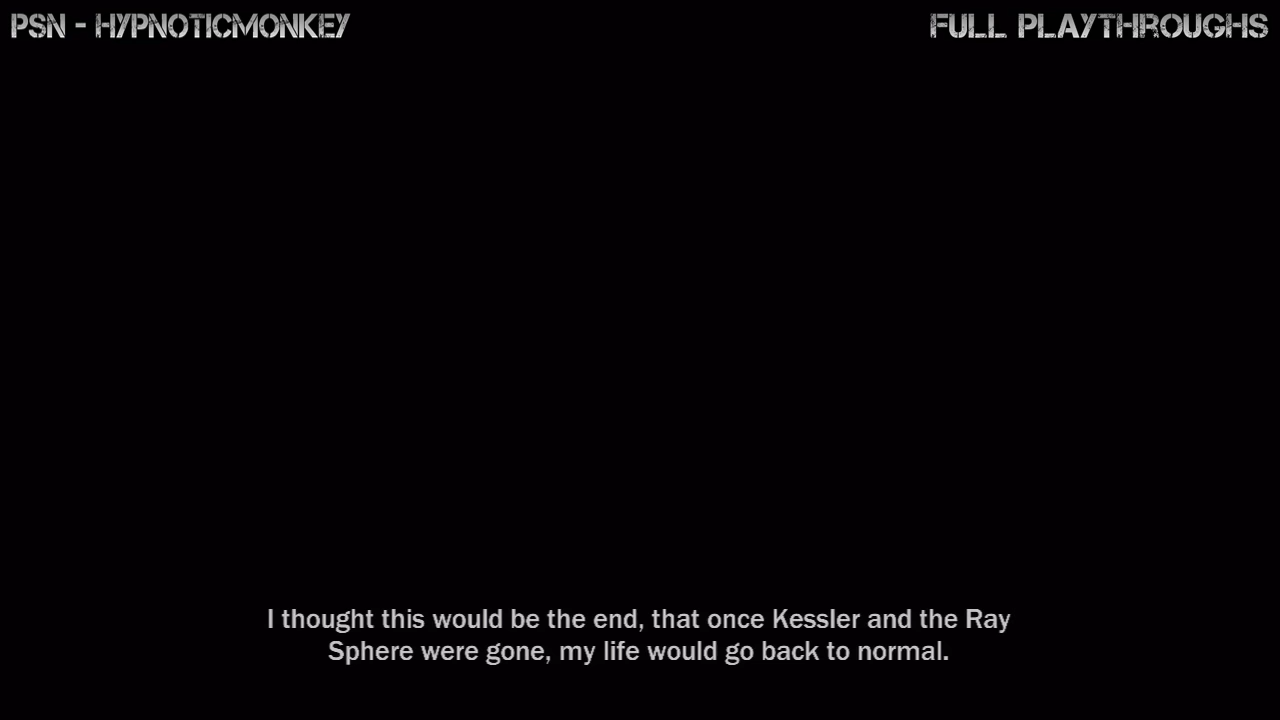 PSN - HYPNOTICMONKEY
FULL PLAYTHROUGHS
I thought this would be the end, that once Kessler and the Ray
Sphere were gone, my life would go back to normal.